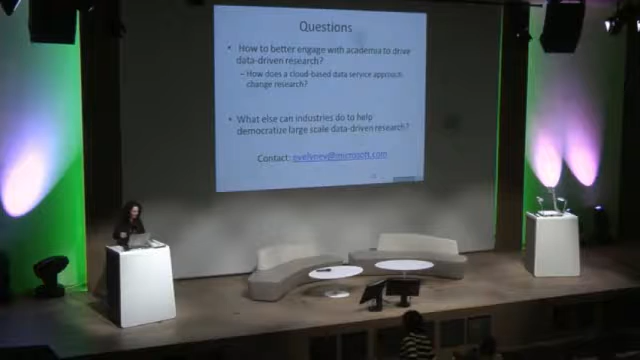 Questions
• How to better engage with academia to drive
data-driven research?
– How does a cloud-based data service approach
change research?
• What else can industries do to help
democratize large scale data-driven research?
Contact: evelynev@microsoft.com